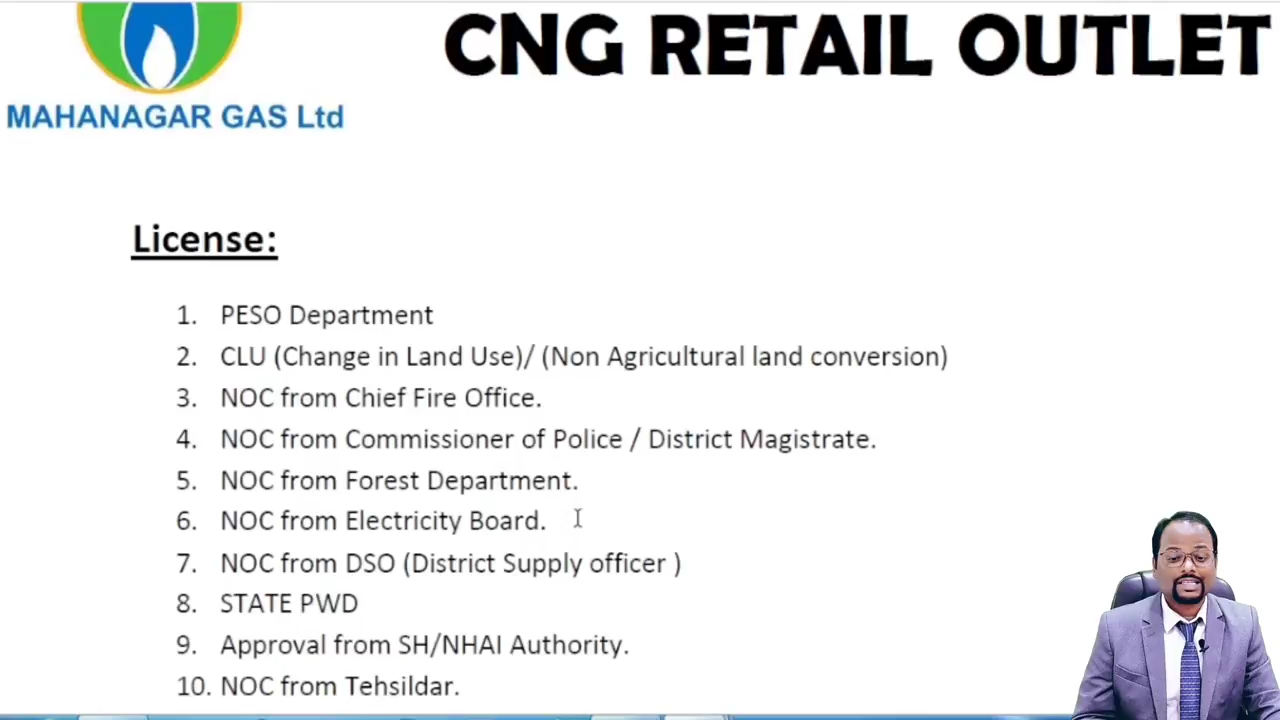 CNG RETAIL OUTLET
MAHANAGAR GAS Ltd
License:
1. PESO Department
2. CLU (Change in Land Use)/ (Non Agricultural land conversion)
3. NOC from Chief Fire Office.
4. NOC from Commissioner of Police / District Magistrate.
5. NOC from Forest Department.
6. NOC from Electricity Board.
7. NOC from DSO (District Supply officer )
8. STATE PWD
9. Approval from SH/NHAI Authority.
10. NOC from Tehsildar.